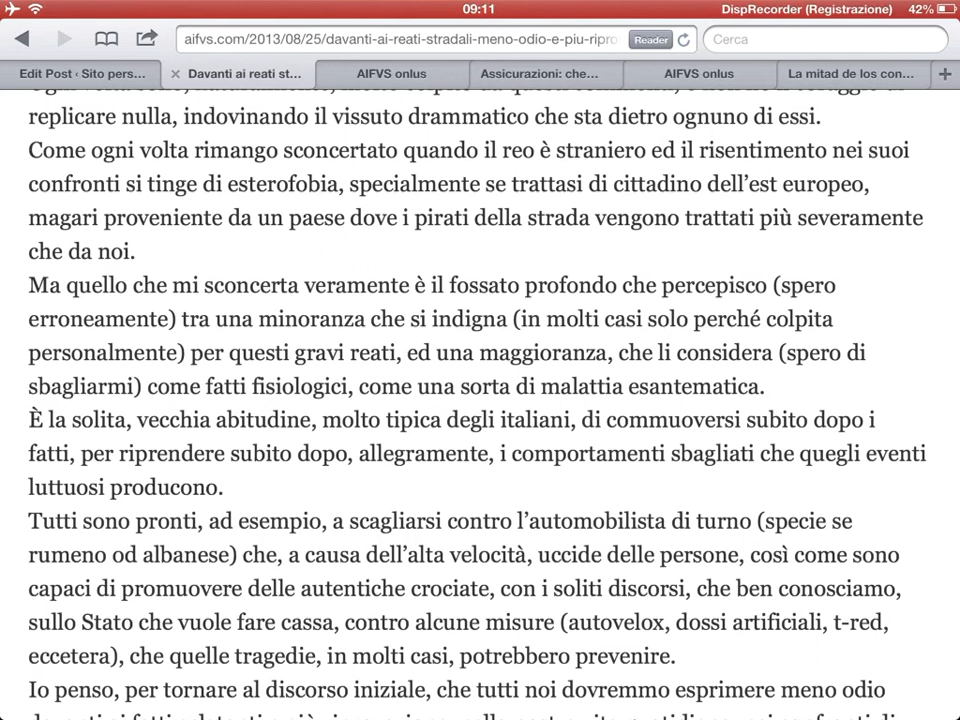 09:11
DispRecorder (Registrazione)
42%
aifvs.com/2013/08/25/davanti-ai-reati-stradali-meno-odio-e-piu-ripro
Reader
Cerca
Edit Post ‹ Sito pers...
Davanti ai reati st...
AIFVS onlus
Assicurazioni: che...
AIFVS onlus
La mitad de los con...
replicare nulla, indovinando il vissuto drammatico che sta dietro ognuno di essi.
Come ogni volta rimango sconcertato quando il reo è straniero ed il risentimento nei suoi
confronti si tinge di esterofobia, specialmente se trattasi di cittadino dell'est europeo,
magari proveniente da un paese dove i pirati della strada vengono trattati più severamente
che da noi.
Ma quello che mi sconcerta veramente è il fossato profondo che percepisco (spero
erroneamente) tra una minoranza che si indigna (in molti casi solo perché colpita
personalmente) per questi gravi reati, ed una maggioranza, che li considera (spero di
sbagliarmi) come fatti fisiologici, come una sorta di malattia esantematica.
È la solita, vecchia abitudine, molto tipica degli italiani, di commuoversi subito dopo i
fatti, per riprendere subito dopo, allegramente, i comportamenti sbagliati che quegli eventi
luttuosi producono.
Tutti sono pronti, ad esempio, a scagliarsi contro l'automobilista di turno (specie se
rumeno od albanese) che, a causa dell'alta velocità, uccide delle persone, così come sono
capaci di promuovere delle autentiche crociate, con i soliti discorsi, che ben conosciamo,
sullo Stato che vuole fare cassa, contro alcune misure (autovelox, dossi artificiali, t-red,
eccetera), che quelle tragedie, in molti casi, potrebbero prevenire.
Io penso, per tornare al discorso iniziale, che tutti noi dovremmo esprimere meno odio